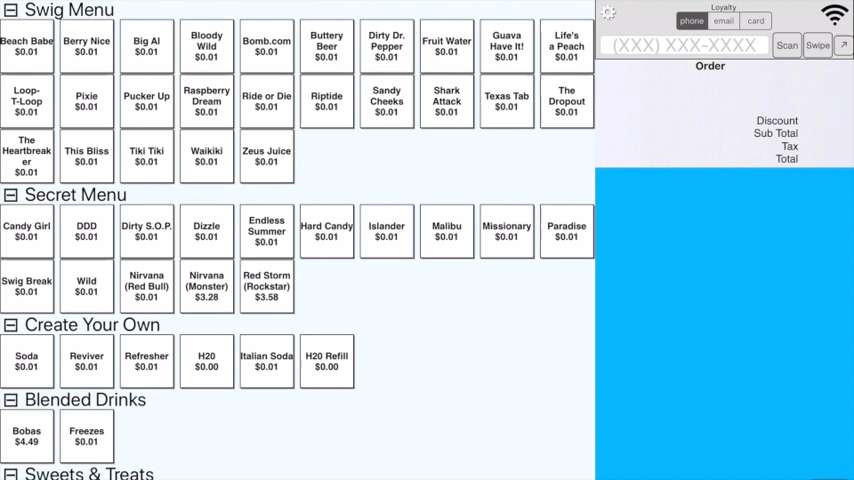 Swig Menu
Beach Babe
$0.01
Berry Nice
$0.01
Big Al
$0.01
Bloody
Wild
$0.01
Bomb.com
$0.01
Buttery
Beer
$0.01
Dirty Dr.
Pepper
$0.01
Fruit Water
$0.01
Guava
Have It!
$0.01
Life's
a Peach
$0.01
Loop-
T-Loop
$0.01
Pixie
$0.01
Pucker Up
$0.01
Raspberry
Dream
$0.01
Ride or Die
$0.01
Riptide
$0.01
Sandy
Cheeks
$0.01
Shark
Attack
$0.01
Texas Tab
$0.01
The
Dropout
$0.01
The
Heartbreak
er
$0.01
This Bliss
$0.01
Tiki Tiki
$0.01
Waikiki
$0.01
Zeus Juice
$0.01
Secret Menu
Candy Girl
$0.01
DDD
$0.01
Dirty S.O.P.
$0.01
Dizzle
$0.01
Endless
Summer
$0.01
Hard Candy
$0.01
Islander
$0.01
Malibu
$0.01
Missionary
$0.01
Paradise
$0.01
Swig Break
$0.01
Wild
$0.01
Nirvana
(Red Bull)
$0.01
Nirvana
(Monster)
$3.28
Red Storm
(Rockstar)
$3.58
Create Your Own
Soda
$0.01
Reviver
$0.01
Refresher
$0.01
H20
$0.00
Italian Soda
$0.01
H20 Refill
$0.00
Blended Drinks
Bobas
$4.49
Freezes
$0.01
Sweets & Treats
Loyalty
phone
email
card
(XXX) XXX-XXXX
Scan
Swipe
Order
Discount
Sub Total
Tax
Total